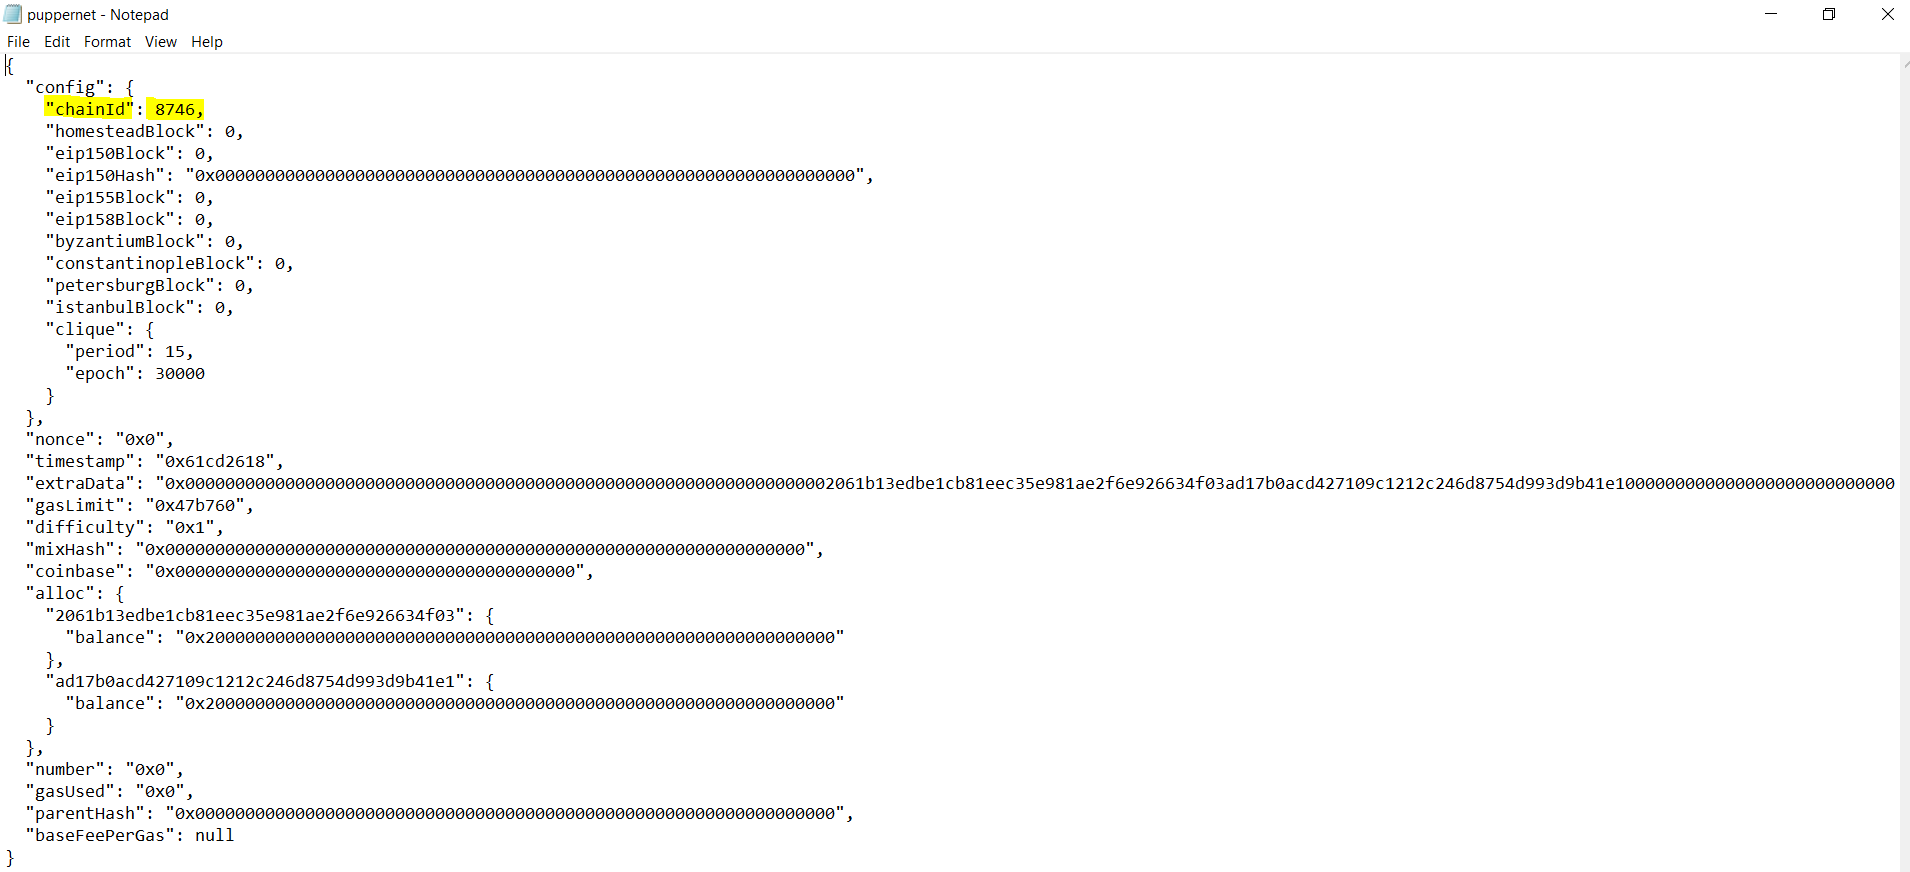 puppernet - Notepad
File Edit Format View Help
{
"config": {
"chainId": 8746,
"homesteadBlock": 0,
"eip150Block": 0,
"eip150Hash": "0x0000000000000000000000000000000000000000000000000000000000000000",
"eip155Block": 0,
"eip158Block": 0,
"byzantiumBlock": 0,
"constantinopleBlock": 0,
"petersburgBlock": 0,
"istanbulBlock": 0,
"clique": {
"period": 15,
"epoch": 30000
}
},
"nonce": "0x0",
"timestamp": "0x61cd2618",
"extraData": "0x00000000000000000000000000000000000000000000000000000000000000002061b13edbe1cb81eec35e981ae2f6e926634f03ad17b0acd427109c1212c246d8754d993d9b41e1000000000000000000000000000
"gasLimit": "0x47b760",
"difficulty": "0x1",
"mixHash": "0x0000000000000000000000000000000000000000000000000000000000000000",
"coinbase": "0x0000000000000000000000000000000000000000",
"alloc": {
"2061b13edbe1cb81eec35e981ae2f6e926634f03": {
"balance": "0x200000000000000000000000000000000000000000000000000000000000000"
},
"ad17b0acd427109c1212c246d8754d993d9b41e1": {
"balance": "0x200000000000000000000000000000000000000000000000000000000000000"
}
},
"number": "0x0",
"gasUsed": "0x0",
"parentHash": "0x0000000000000000000000000000000000000000000000000000000000000000",
"baseFeePerGas": null
}